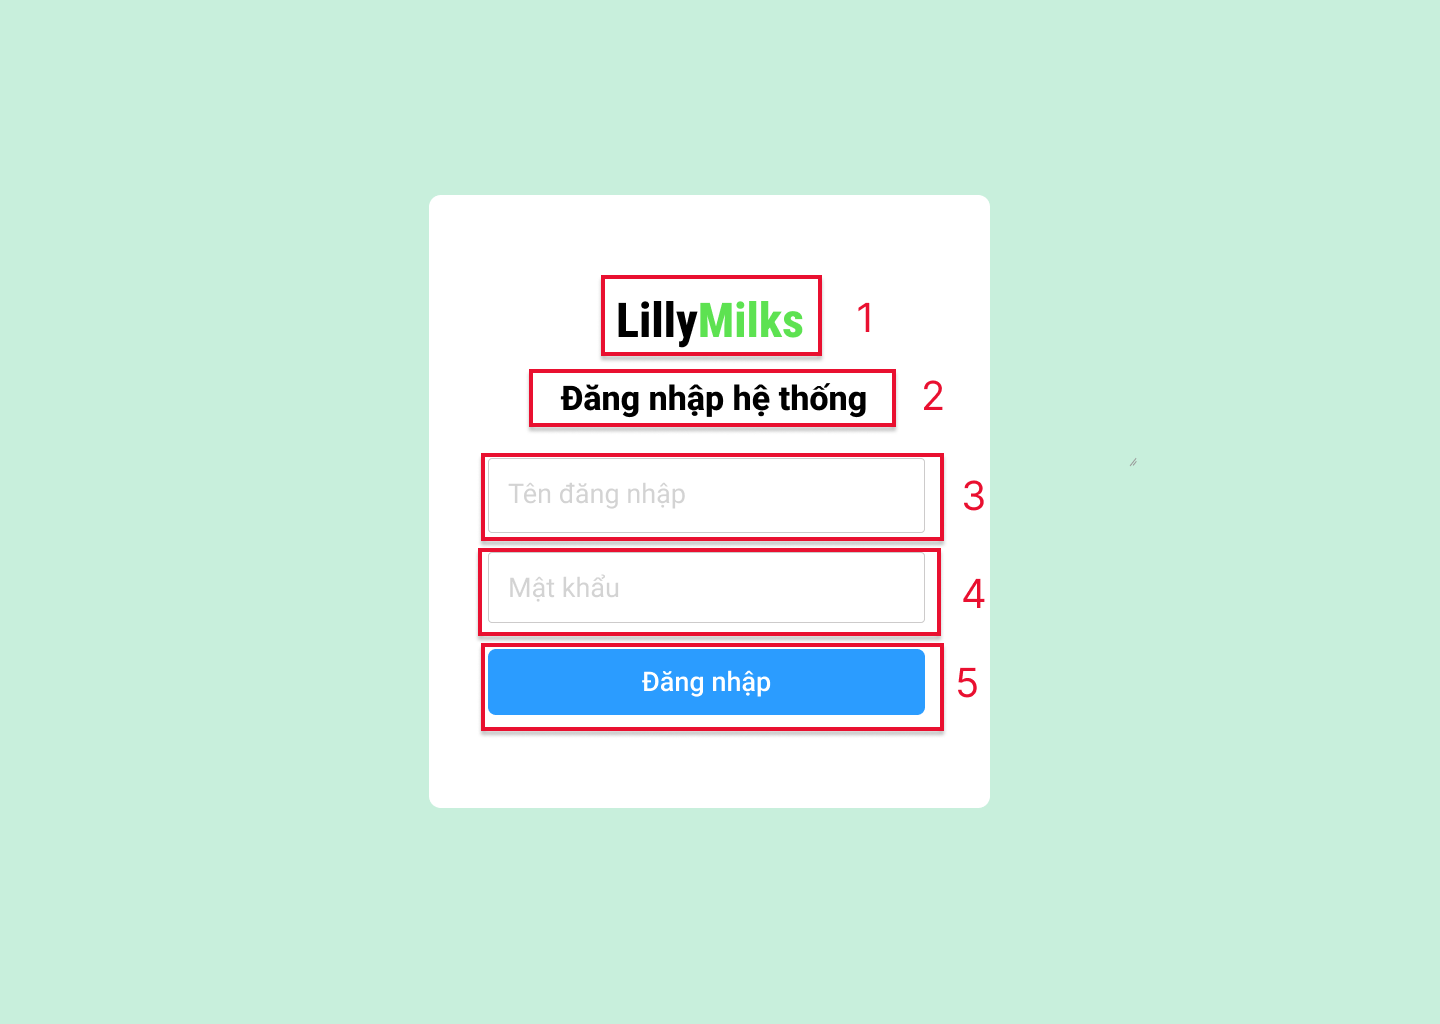 LillyMilks 1
Đăng nhập hệ thống 2
Tên đăng nhập 3
Mật khẩu 4
Đăng nhập 5